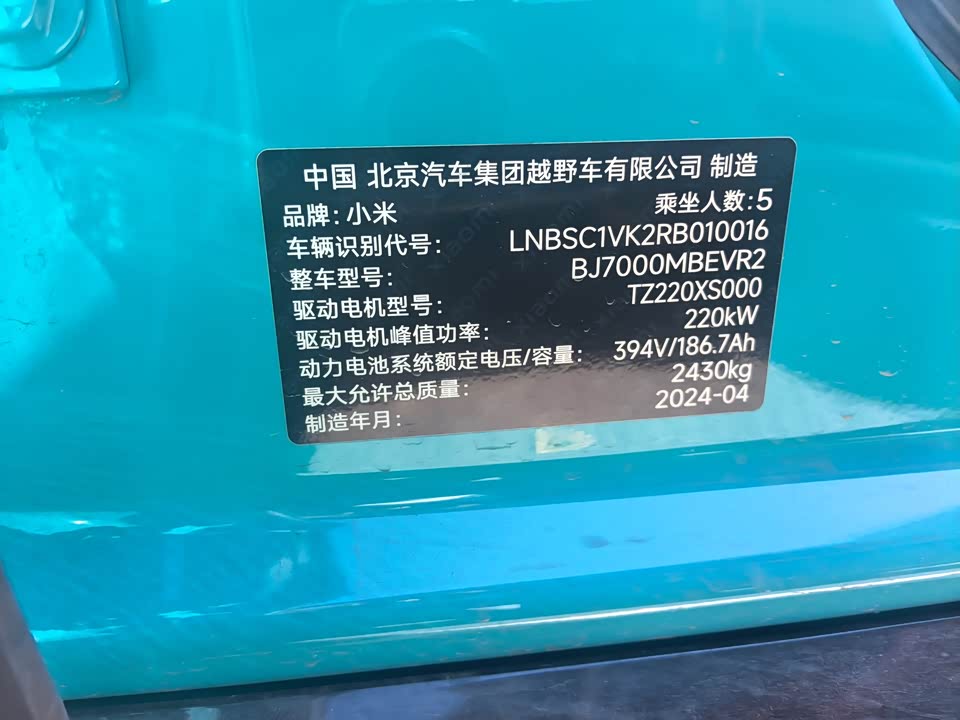 中国 北京汽车集团越野车有限公司 制造
品牌：小米 乘坐人数：5
车辆识别代号： LNBSC1VK2RB010016
整车型号： BJ7000MBEVR2
驱动电机型号： TZ220XS000
驱动电机峰值功率： 220kW
动力电池系统额定电压/容量： 394V/186.7Ah
最大允许总质量： 2430kg
制造年月： 2024-04